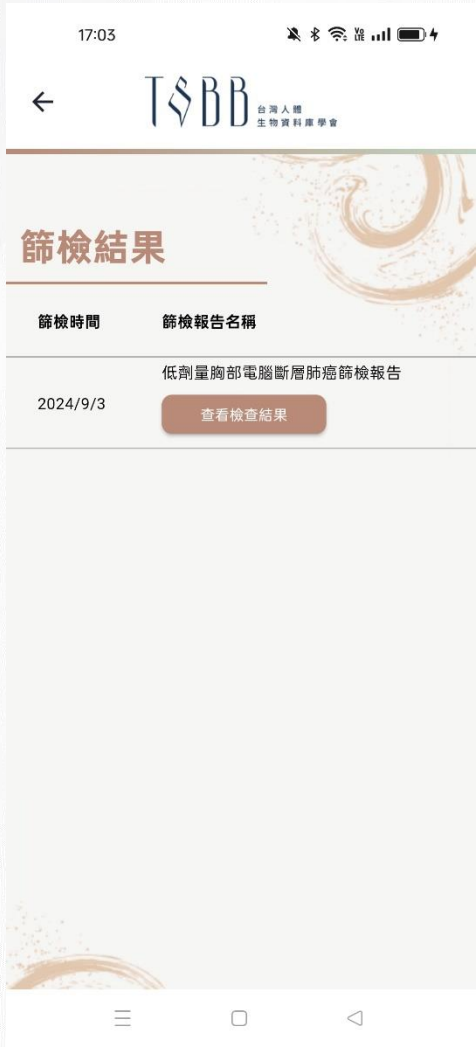 17:03
TSBB
台灣人體
生物資料庫學會
篩檢結果
篩檢時間 篩檢報告名稱
低劑量胸部電腦斷層肺癌篩檢報告
2024/9/3
查看檢查結果